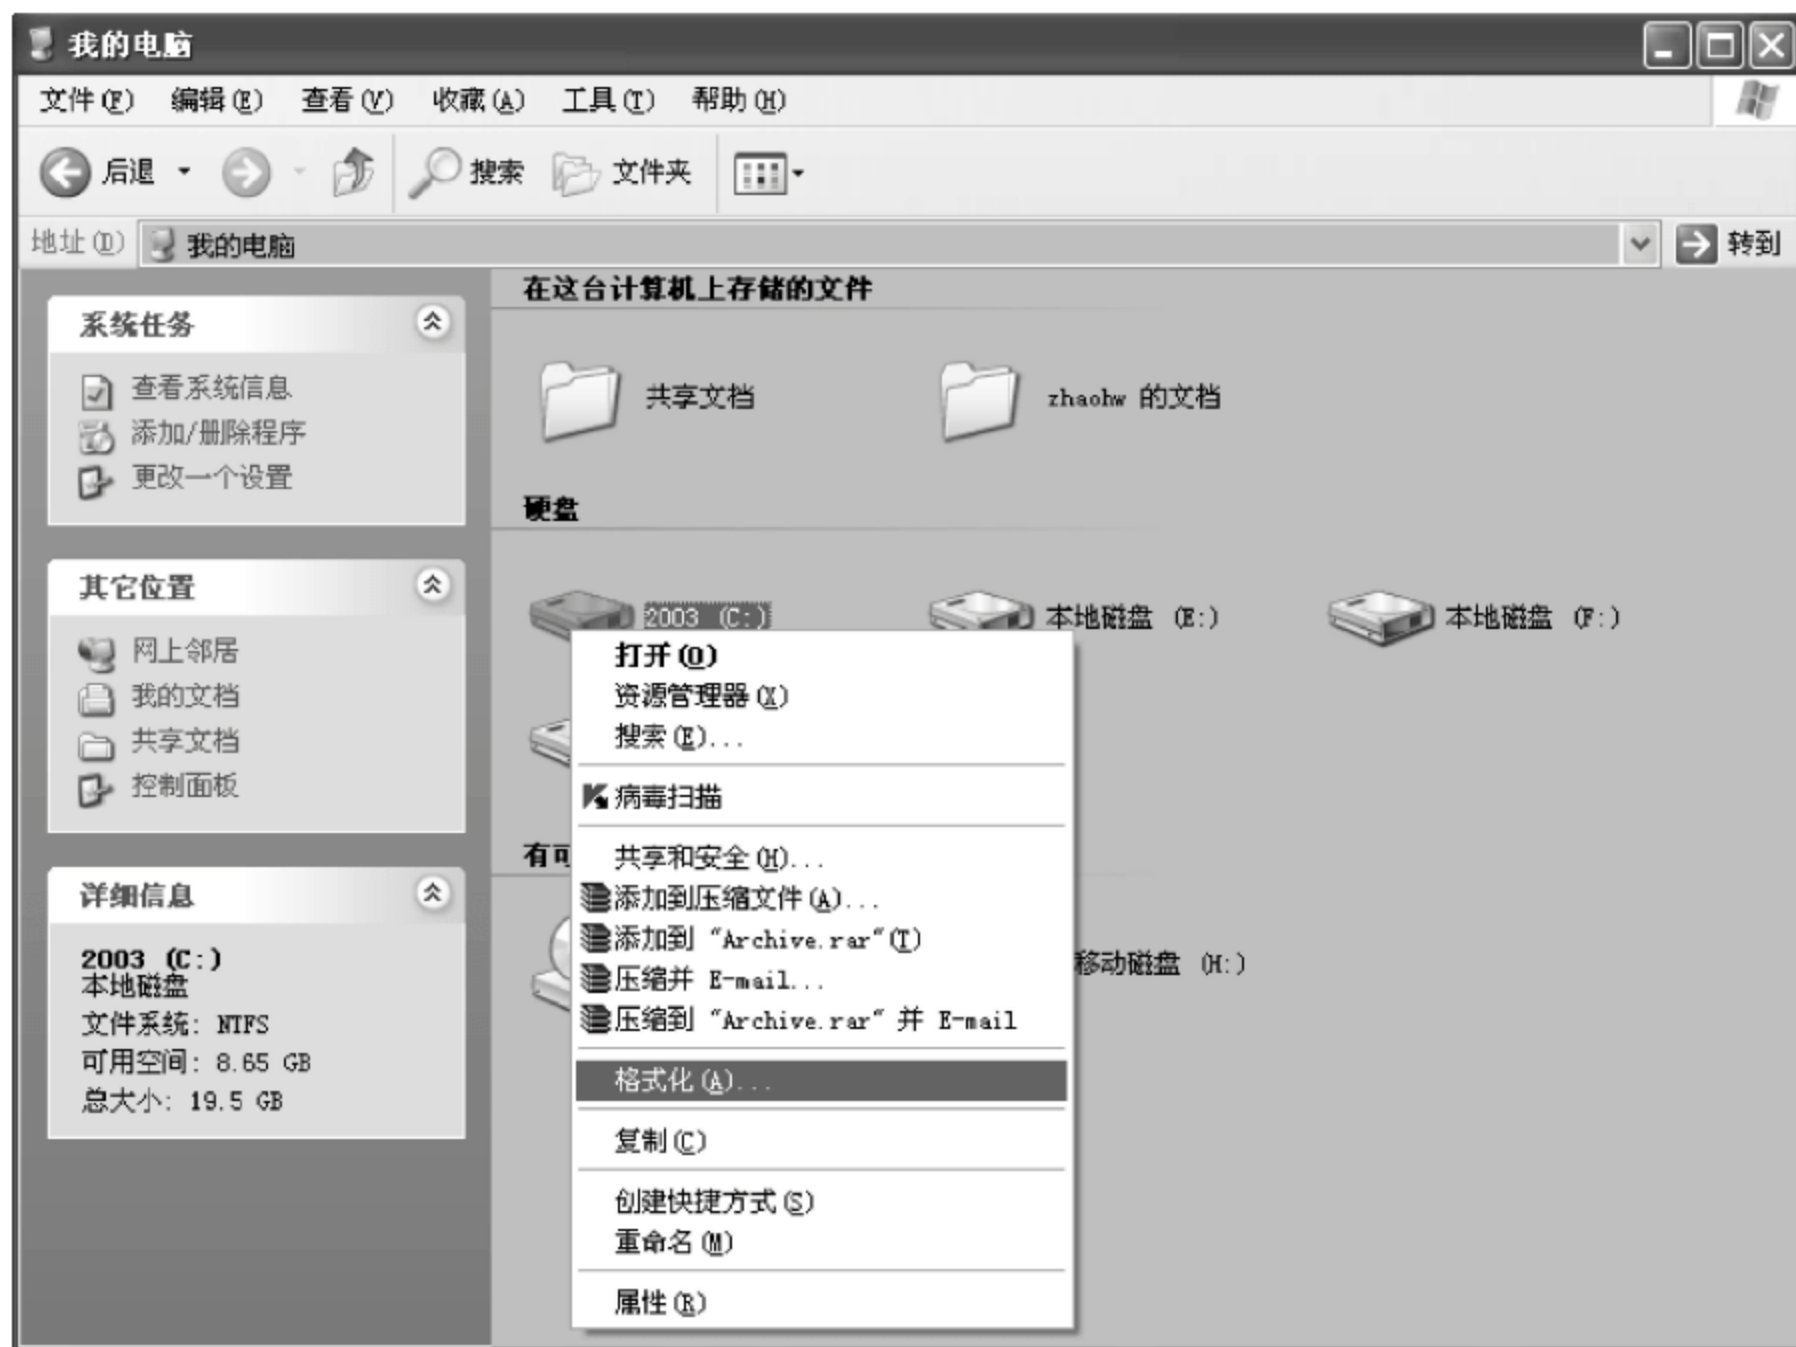 我的电脑
文件(F) 编辑(E) 查看(V) 收藏(A) 工具(T) 帮助(H)
后退 搜索 文件夹
地址(D) 我的电脑 转到
系统任务
查看系统信息
添加/删除程序
更改一个设置
其它位置
网上邻居
我的文档
共享文档
控制面板
详细信息
2003 (C:)
本地磁盘
文件系统: NTFS
可用空间: 8.65 GB
总大小: 19.5 GB
在这台计算机上存储的文件
共享文档 zhaohw 的文档
硬盘
2003 (C:) 本地磁盘 (E:) 本地磁盘 (F:)
有可
移动磁盘 (H:)
打开(O)
资源管理器(X)
搜索(E)...
病毒扫描
共享和安全(H)...
添加到压缩文件(A)...
添加到 "Archive.rar"(T)
压缩并 E-mail...
压缩到 "Archive.rar" 并 E-mail
格式化(A)...
复制(C)
创建快捷方式(S)
重命名(M)
属性(R)